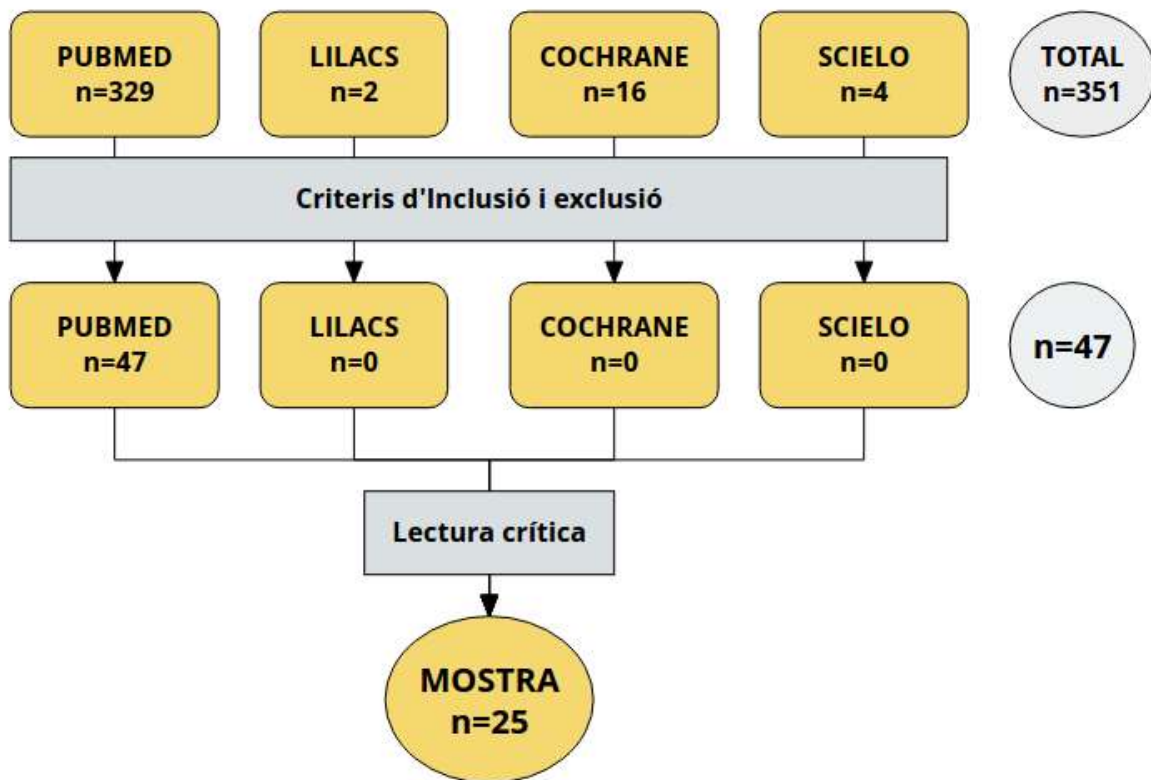 PUBMED
n=329
LILACS
n=2
COCHRANE
n=16
SCIELO
n=4
TOTAL
n=351
Criteris d'Inclusió i exclusió
PUBMED
n=47
LILACS
n=0
COCHRANE
n=0
SCIELO
n=0
n=47
Lectura crítica
MOSTRA
n=25